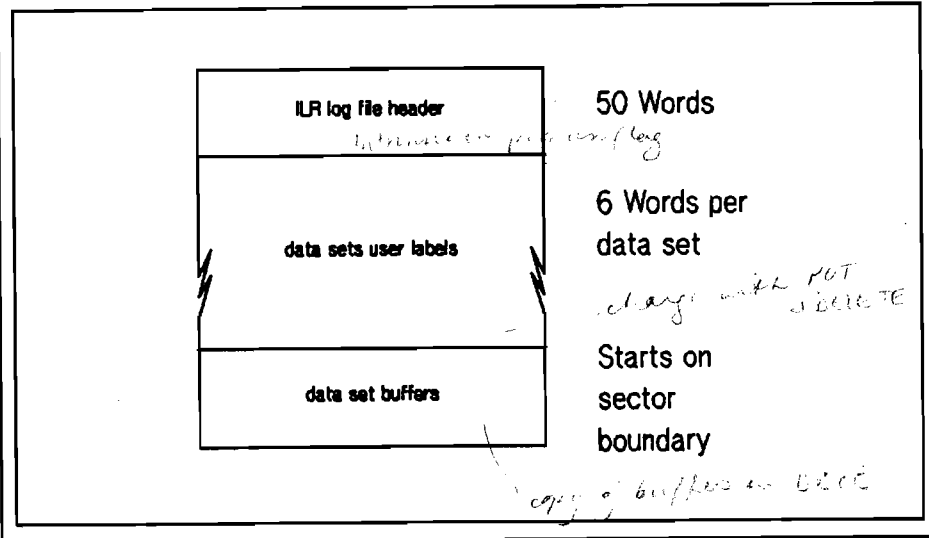 ILR log file header
50 Words
data sets user labels
6 Words per
data set
change with PUT
DELETE
Starts on
sector
boundary
data set buffers
copy of buffers in